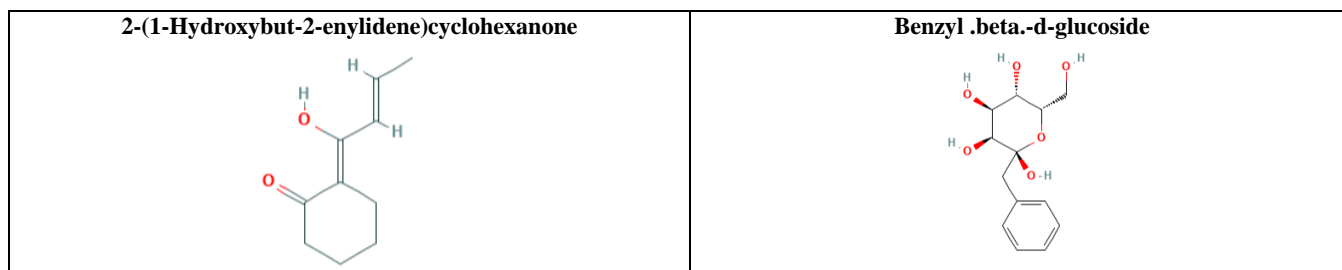 2-(1-Hydroxybut-2-enylidene)cyclohexanone
H
H
O
H
O
Benzyl .beta.-d-glucoside
H O
O H
H
O
O
H O
O-H